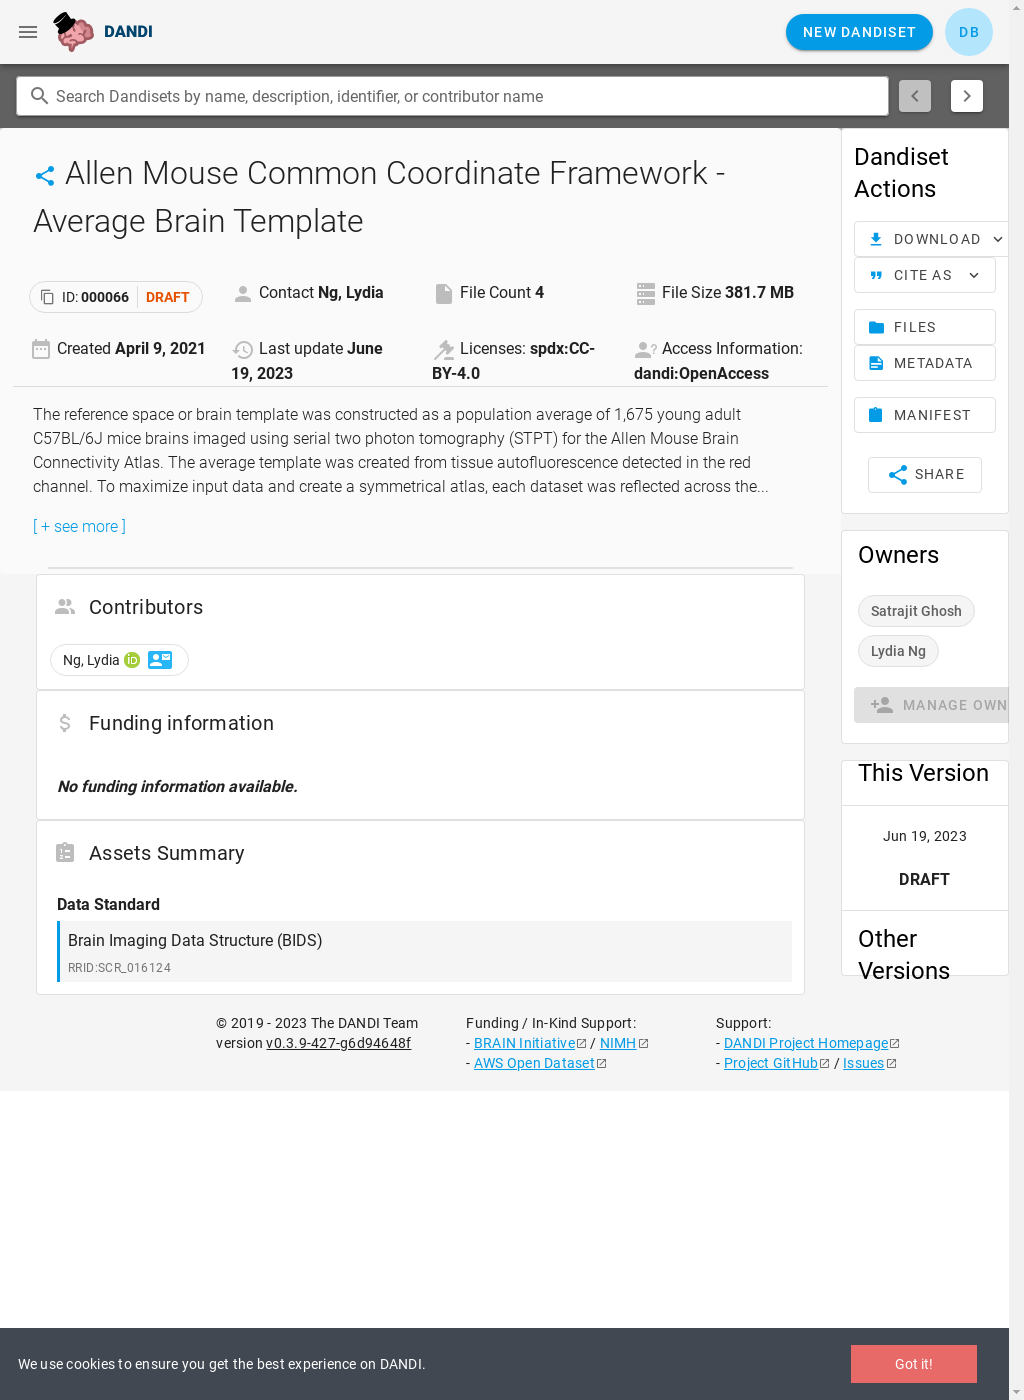 DANDI
NEW DANDISET
DB
Search Dandisets by name, description, identifier, or contributor name
Allen Mouse Common Coordinate Framework -
Average Brain Template
ID: 000066 DRAFT
Contact Ng, Lydia
File Count 4
File Size 381.7 MB
Created April 9, 2021
Last update June
19, 2023
Licenses: spdx:CC-
BY-4.0
Access Information:
dandi:OpenAccess
The reference space or brain template was constructed as a population average of 1,675 young adult
C57BL/6J mice brains imaged using serial two photon tomography (STPT) for the Allen Mouse Brain
Connectivity Atlas. The average template was created from tissue autofluorescence detected in the red
channel. To maximize input data and create a symmetrical atlas, each dataset was reflected across the...
[ + see more ]
Contributors
Ng, Lydia iD
Funding information
No funding information available.
Assets Summary
Data Standard
Brain Imaging Data Structure (BIDS)
RRID:SCR_016124
Dandiset
Actions
DOWNLOAD
CITE AS
FILES
METADATA
MANIFEST
SHARE
Owners
Satrajit Ghosh
Lydia Ng
MANAGE OWN
This Version
Jun 19, 2023
DRAFT
Other
Versions
© 2019 - 2023 The DANDI Team
version v0.3.9-427-g6d94648f
Funding / In-Kind Support:
- BRAIN Initiative / NIMH
- AWS Open Dataset
Support:
- DANDI Project Homepage
- Project GitHub / Issues
We use cookies to ensure you get the best experience on DANDI.
Got it!